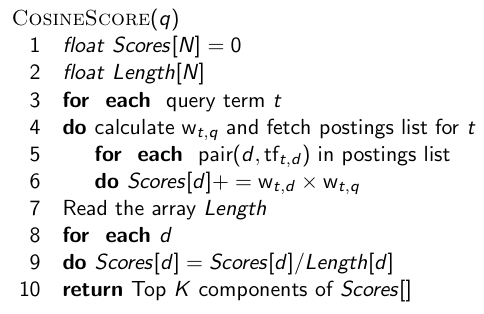 COSINESCORE(q)
1 float Scores[N] = 0
2 float Length[N]
3 for each query term t
4 do calculate w_{t,q} and fetch postings list for t
5 for each pair(d, tf_{t,d}) in postings list
6 do Scores[d]+ = w_{t,d} × w_{t,q}
7 Read the array Length
8 for each d
9 do Scores[d] = Scores[d]/Length[d]
10 return Top K components of Scores[]